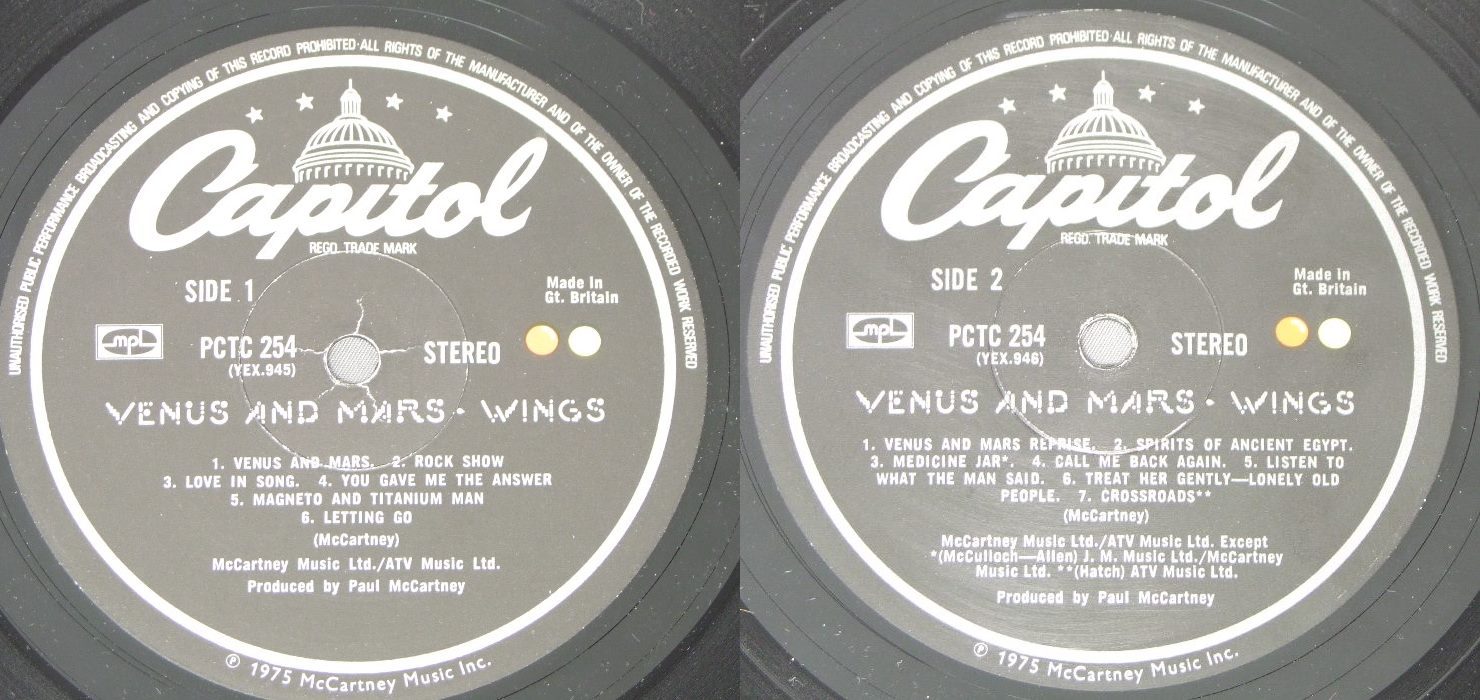 UNAUTHORISED PUBLIC PERFORMANCE BROADCASTING AND COPYING OF THIS RECORD PROHIBITED·ALL RIGHTS OF THE MANUFACTURER AND OF THE OWNER OF THE RECORDED WORK RESERVED
Capitol
REGD. TRADE MARK
SIDE 1
Made in
Gt. Britain
mpl
PCTC 254
STEREO
(YEX.945)
VENUS AND MARS · WINGS
1. VENUS AND MARS. 2. ROCK SHOW
3. LOVE IN SONG. 4. YOU GAVE ME THE ANSWER
5. MAGNETO AND TITANIUM MAN
6. LETTING GO
(McCartney)
McCartney Music Ltd./ATV Music Ltd.
Produced by Paul McCartney
℗ 1975 McCartney Music Inc.
UNAUTHORISED PUBLIC PERFORMANCE BROADCASTING AND COPYING OF THIS RECORD PROHIBITED·ALL RIGHTS OF THE MANUFACTURER AND OF THE OWNER OF THE RECORDED WORK RESERVED
Capitol
REGD. TRADE MARK
SIDE 2
Made in
Gt. Britain
mpl
PCTC 254
STEREO
(YEX.946)
VENUS AND MARS · WINGS
1. VENUS AND MARS REPRISE. 2. SPIRITS OF ANCIENT EGYPT.
3. MEDICINE JAR*. 4. CALL ME BACK AGAIN. 5. LISTEN TO
WHAT THE MAN SAID. 6. TREAT HER GENTLY—LONELY OLD
PEOPLE. 7. CROSSROADS**
(McCartney)
McCartney Music Ltd./ATV Music Ltd. Except
*(McCulloch—Allen) J. M. Music Ltd./McCartney
Music Ltd. **(Hatch) ATV Music Ltd.
Produced by Paul McCartney
℗ 1975 McCartney Music Inc.